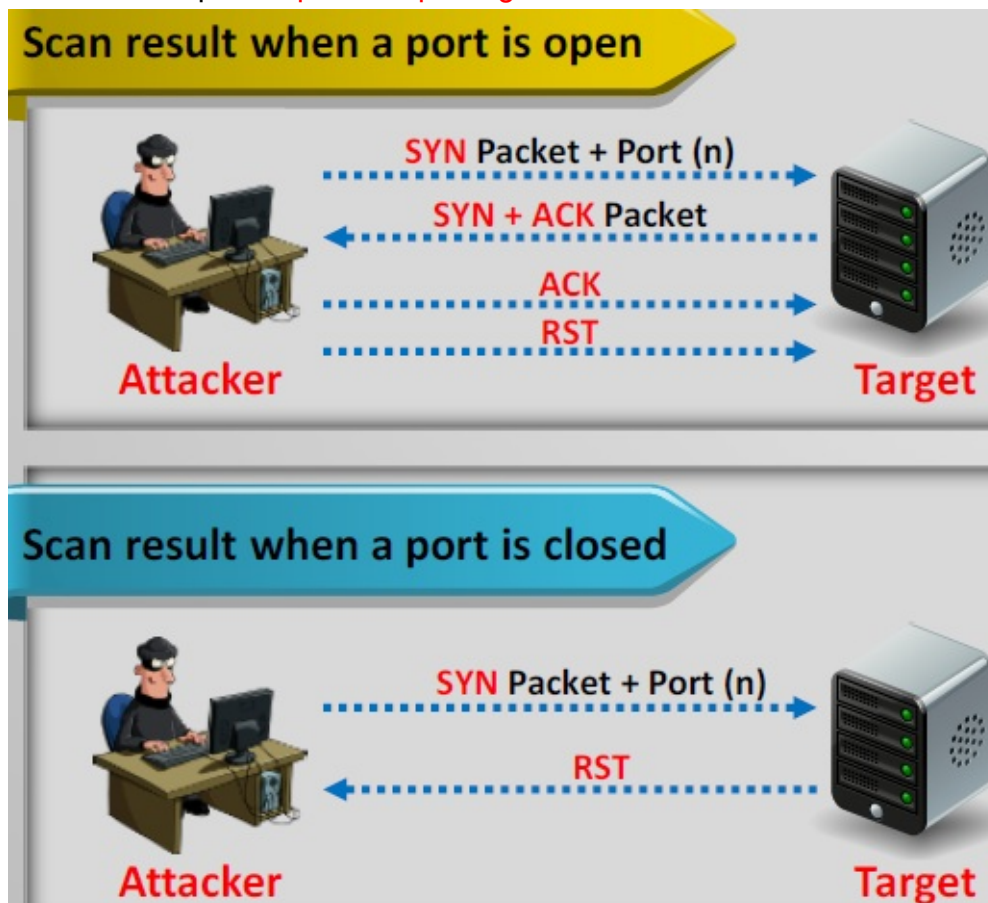 Scan result when a port is open
SYN Packet + Port (n)
SYN + ACK Packet
ACK
RST
Attacker
Target
Scan result when a port is closed
SYN Packet + Port (n)
RST
Attacker
Target